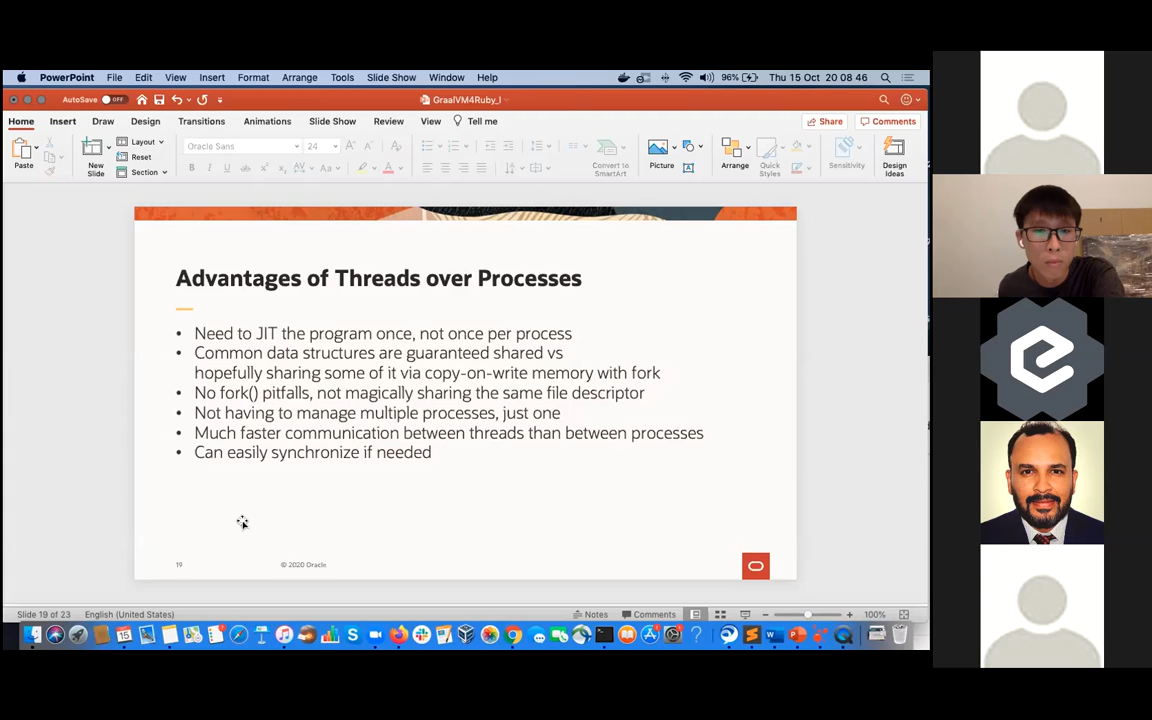 PowerPoint File Edit View Insert Format Arrange Tools Slide Show Window Help 96% Thu 15 Oct 20 08 46
AutoSave OFF GraalVM4Ruby_I
Home Insert Draw Design Transitions Animations Slide Show Review View Tell me Share Comments
Paste New Slide Layout Reset Section Oracle Sans 24 Convert to SmartArt Picture Arrange Quick Styles Sensitivity Design Ideas
Advantages of Threads over Processes
• Need to JIT the program once, not once per process
• Common data structures are guaranteed shared vs
hopefully sharing some of it via copy-on-write memory with fork
• No fork() pitfalls, not magically sharing the same file descriptor
• Not having to manage multiple processes, just one
• Much faster communication between threads than between processes
• Can easily synchronize if needed
19 © 2020 Oracle
Slide 19 of 23 English (United States) Notes Comments 100%